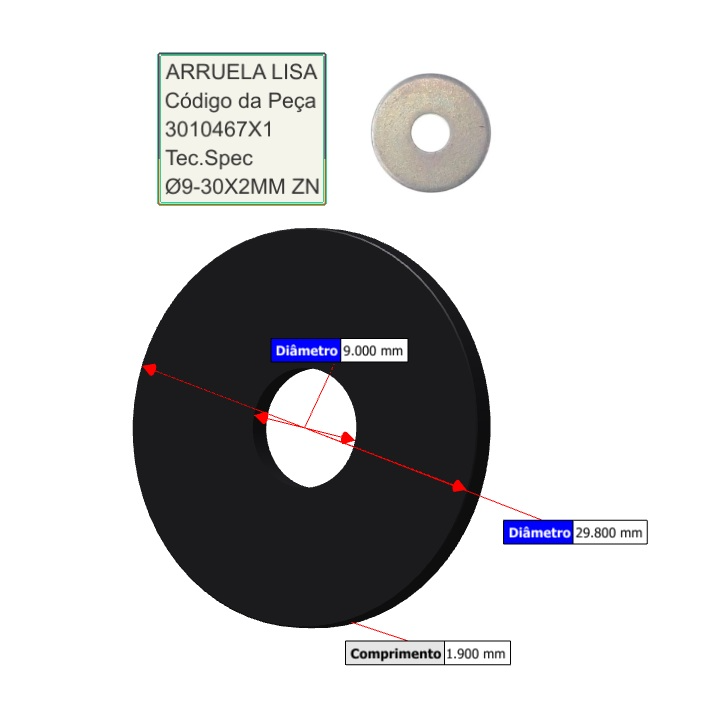 ARRUELA LISA
Código da Peça
3010467X1
Tec.Spec
Ø9-30X2MM ZN
Diâmetro 9.000 mm
Diâmetro 29.800 mm
Comprimento 1.900 mm